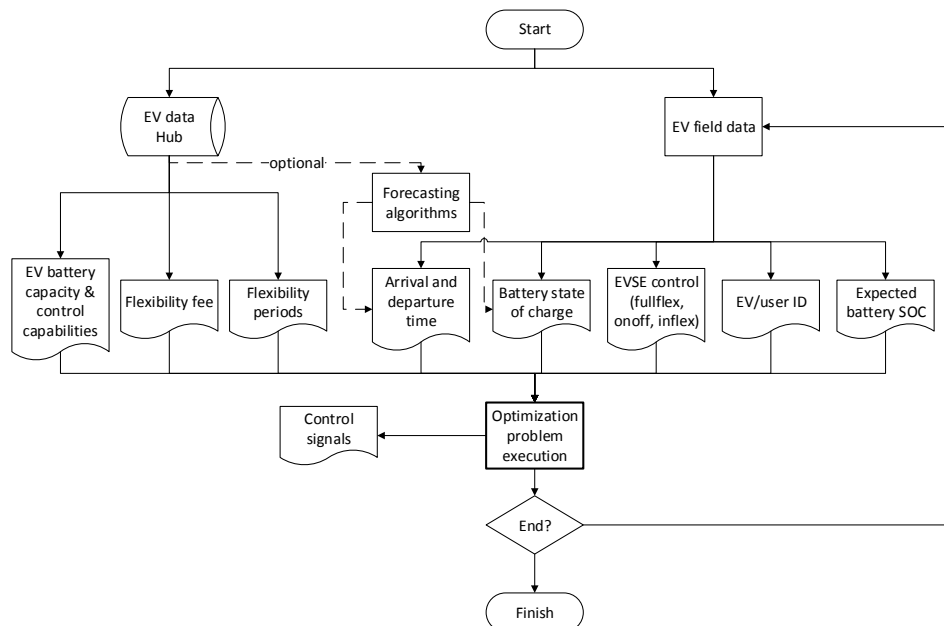 Start
EV data
Hub
EV field data
optional
Forecasting
algorithms
EV battery
capacity &
control
capabilities
Flexibility fee
Flexibility
periods
Arrival and
departure
time
Battery state
of charge
EVSE control
(fullflex,
onoff, inflex)
EV/user ID
Expected
battery SOC
Control
signals
Optimization
problem
execution
End?
Finish